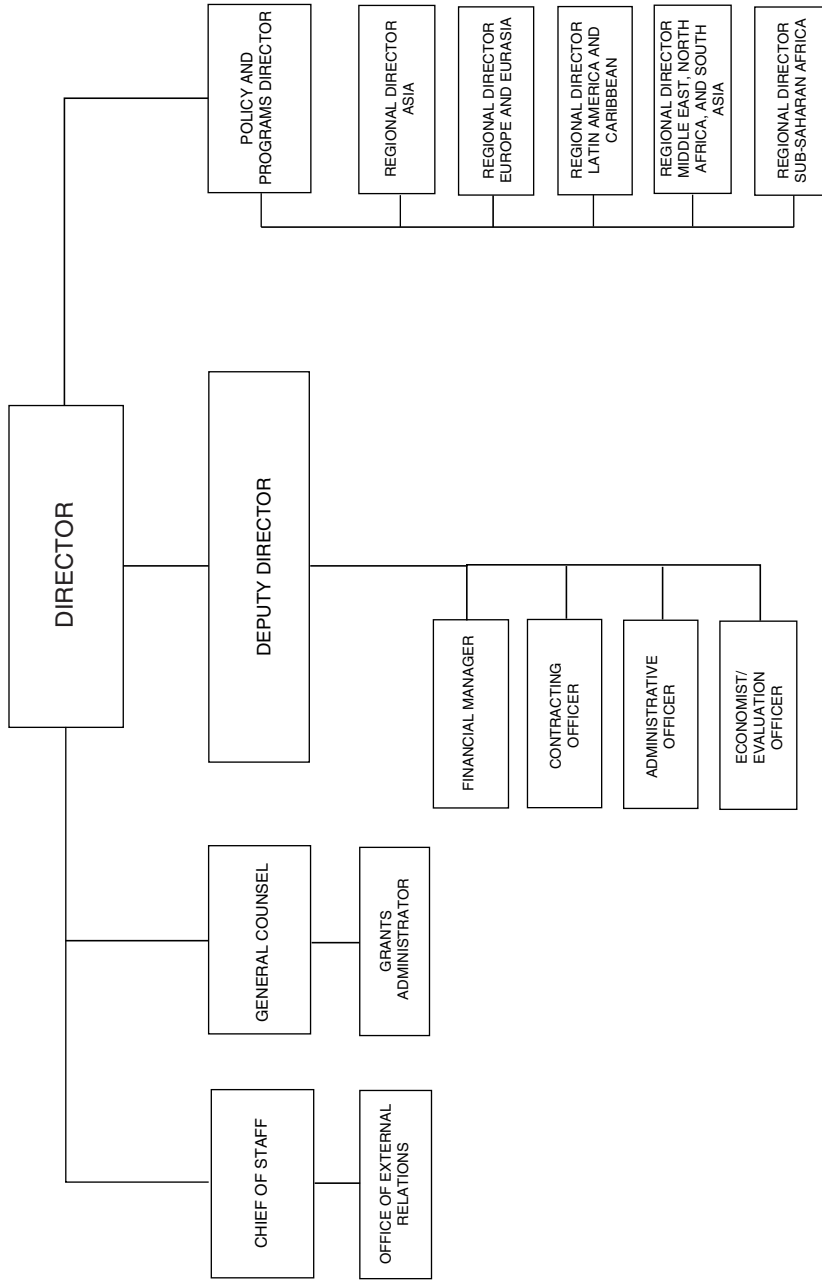 DIRECTOR
CHIEF OF STAFF
GENERAL COUNSEL
DEPUTY DIRECTOR
POLICY AND
PROGRAMS DIRECTOR
OFFICE OF EXTERNAL
RELATIONS
GRANTS
ADMINISTRATOR
FINANCIAL MANAGER
CONTRACTING
OFFICER
ADMINISTRATIVE
OFFICER
ECONOMIST/
EVALUATION
OFFICER
REGIONAL DIRECTOR
ASIA
REGIONAL DIRECTOR
EUROPE AND EURASIA
REGIONAL DIRECTOR
LATIN AMERICA AND
CARIBBEAN
REGIONAL DIRECTOR
MIDDLE EAST, NORTH
AFRICA, AND SOUTH
ASIA
REGIONAL DIRECTOR
SUB-SAHARAN AFRICA